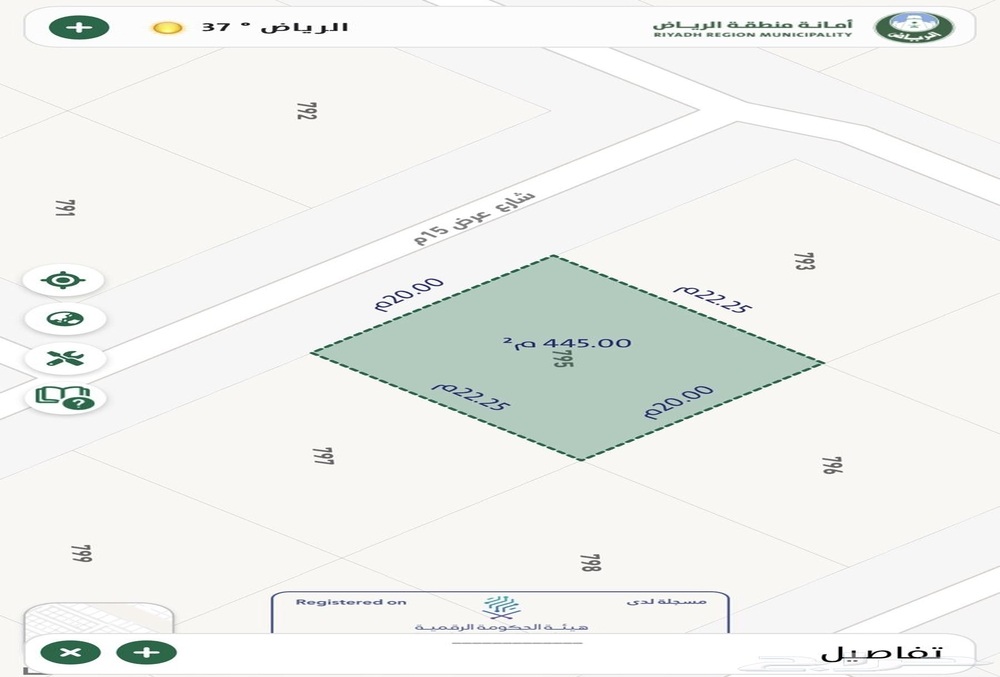 أمانة منطقة الرياض
RIYADH REGION MUNICIPALITY
الرياض
الرياض ° 37
792
791
شارع عرض 15م
793
20.00م
22.25م
445.00 م²
795
22.25م
20.00م
797
796
799
798
Registered on
مسجلة لدى
هيئة الحكومة الرقمية
تفاصيل